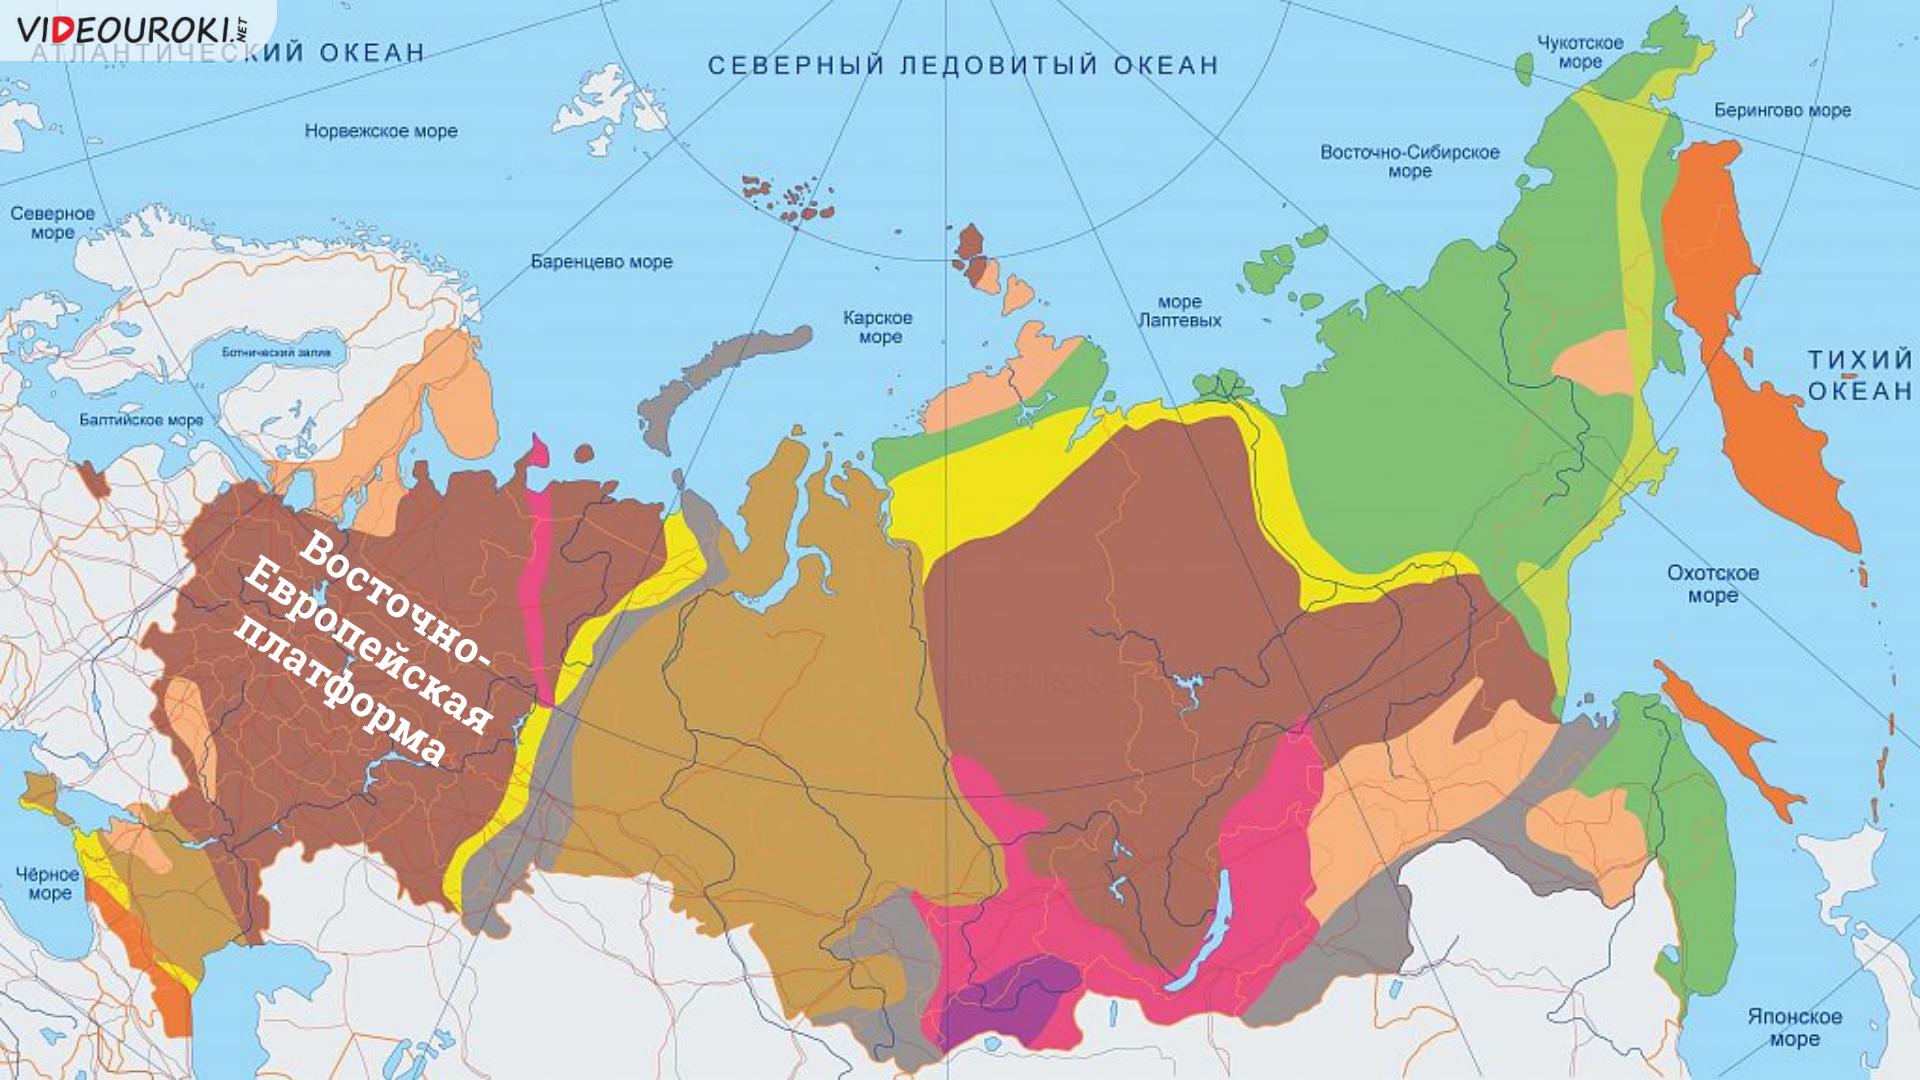 VIDEOUROKI.NET
АТЛАНТИЧЕСКИЙ ОКЕАН
СЕВЕРНЫЙ ЛЕДОВИТЫЙ ОКЕАН
Чукотское
море
Берингово море
Норвежское море
Восточно-Сибирское
море
Северное
море
Баренцево море
Карское
море
море
Лаптевых
Ботнический залив
ТИХИЙ
ОКЕАН
Балтийское море
Восточно-
Европейская
платформа
Охотское
море
VIDEOUROKI.NET
Чёрное
море
Японское
море